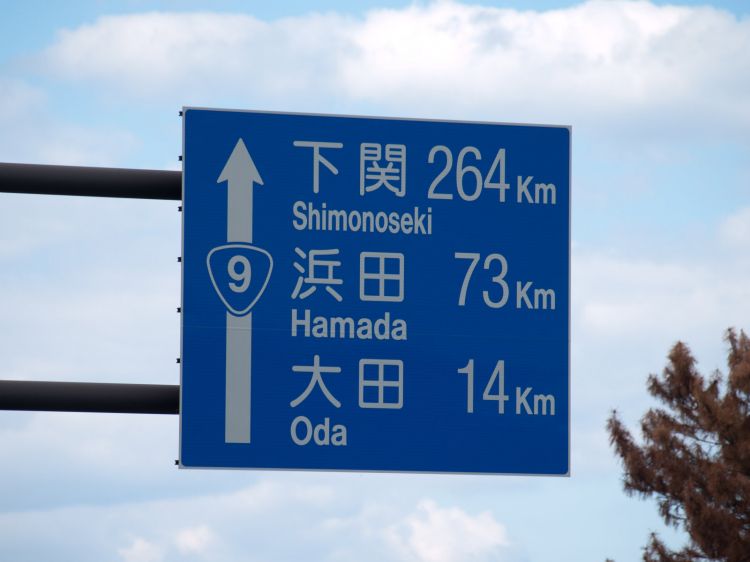 下関 264Km
Shimonoseki
9
浜田 73Km
Hamada
大田 14Km
Oda